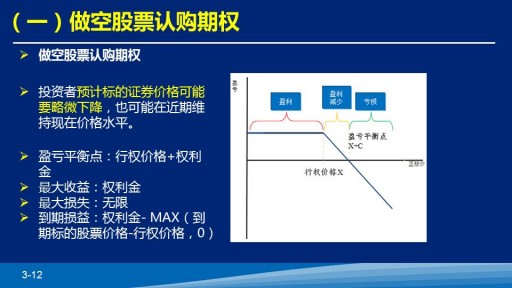 （一）做空股票认购期权
做空股票认购期权
投资者预计标的证券价格可能
要略微下降，也可能在近期维
持现在价格水平。
盈亏平衡点：行权价格+权利
金
最大收益：权利金
最大损失：无限
到期损益：权利金- MAX（到
期标的股票价格-行权价格，0）
盈亏
盈利
盈利
减少
亏损
盈亏平衡点
X-C
行权价格X
3-12